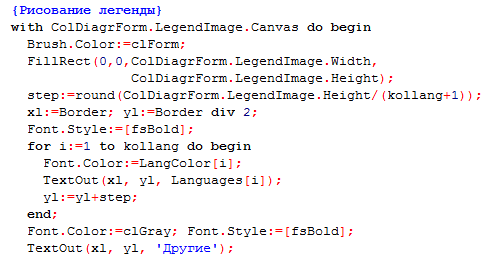 {Рисование легенды}
with ColDiagrForm.LegendImage.Canvas do begin
Brush.Color:=clForm;
FillRect(0,0,ColDiagrForm.LegendImage.Width,
ColDiagrForm.LegendImage.Height);
step:=round(ColDiagrForm.LegendImage.Height/(kollang+1));
xl:=Border; yl:=Border div 2;
Font.Style:=[fsBold];
for i:=1 to kollang do begin
Font.Color:=LangColor[i];
TextOut(xl, yl, Languages[i]);
yl:=yl+step;
end;
Font.Color:=clGray; Font.Style:=[fsBold];
TextOut(xl, yl, 'Другие');